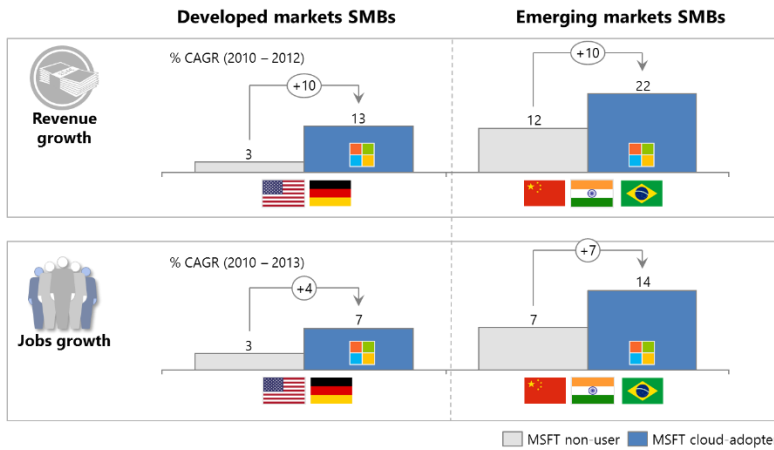 Developed markets SMBs
Emerging markets SMBs
Revenue
growth
% CAGR (2010 – 2012)
+10
3
13
+10
12
22
Jobs growth
% CAGR (2010 – 2013)
+4
3
7
+7
7
14
MSFT non-user
MSFT cloud-adopte